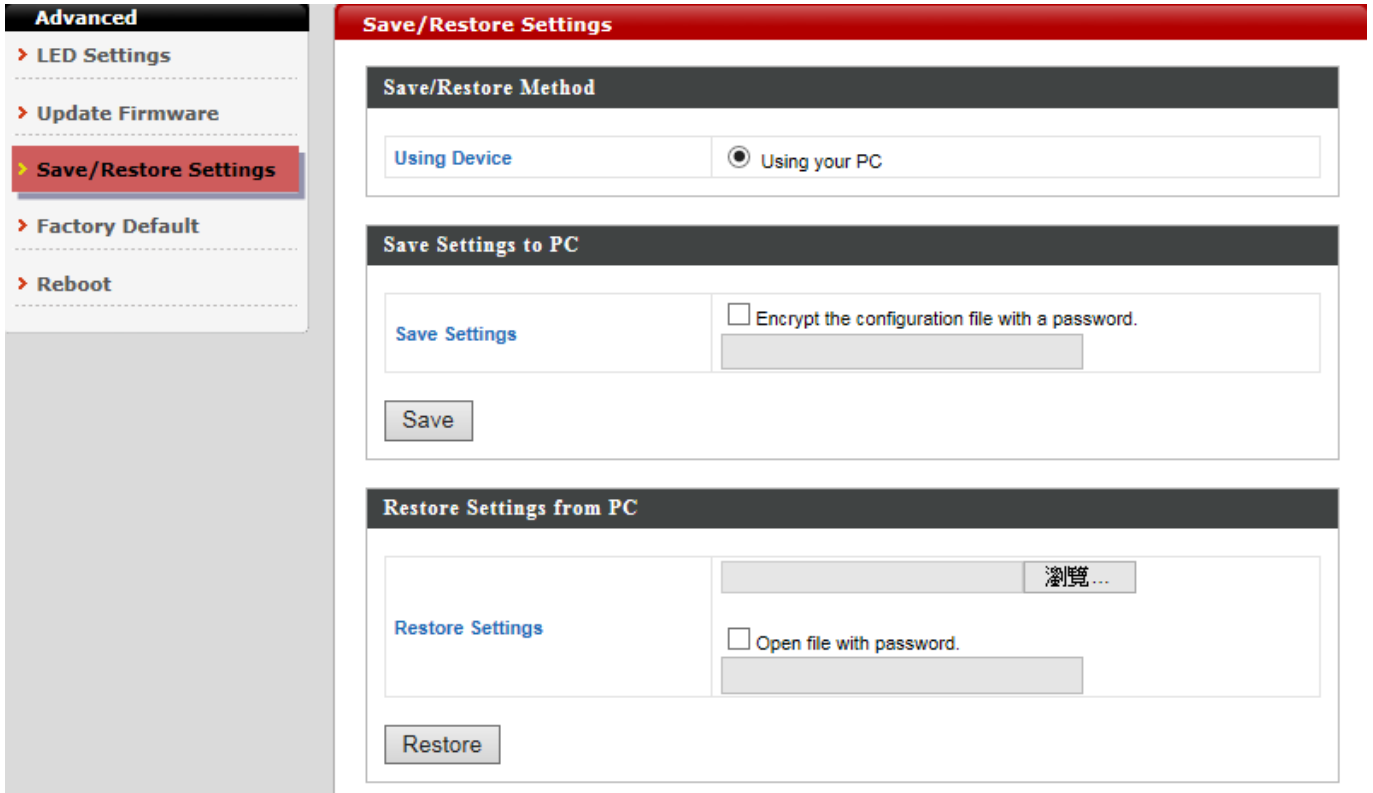 Advanced
LED Settings
Update Firmware
Save/Restore Settings
Factory Default
Reboot
Save/Restore Settings
Save/Restore Method
Using Device
Using your PC
Save Settings to PC
Save Settings
Encrypt the configuration file with a password.
Save
Restore Settings from PC
瀏覽...
Restore Settings
Open file with password.
Restore